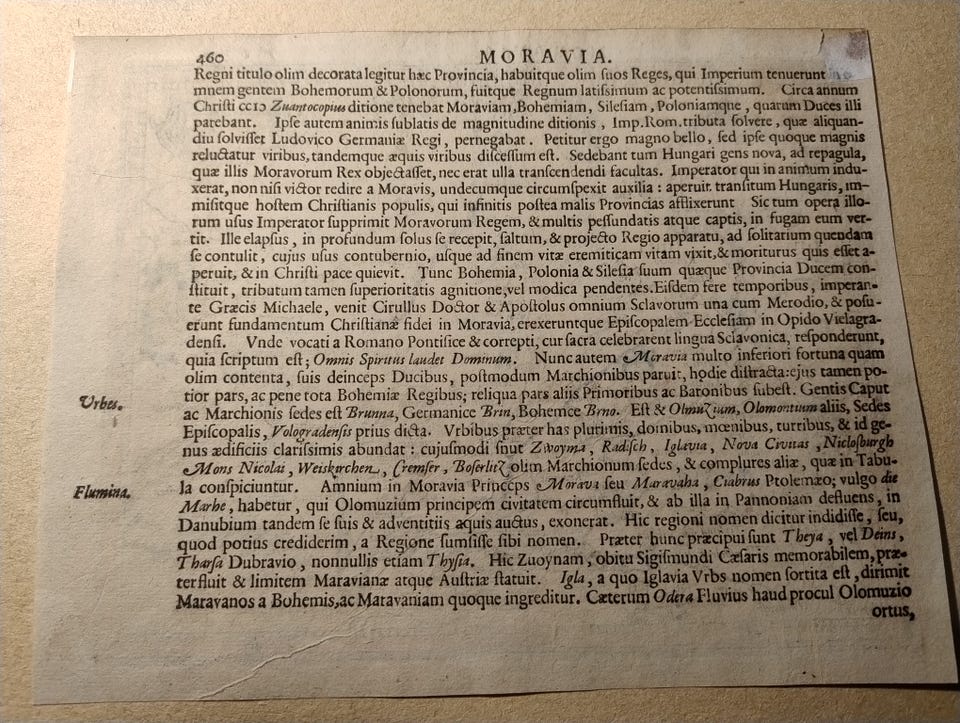 460 MORAVIA.
Regni titulo olim decorata legitur hæc Provincia, habuitque olim ſuos Reges, qui Imperium tenuerunt
mnem gentem Bohemorum & Polonorum, fuitque Regnum latiſſimum ac potentiſſimum. Circa annum
Chriſti CCIƆ Zuantocopius ditione tenebat Moraviam, Bohemiam, Sileſiam, Poloniamque, quarum Duces illi
parebant. Ipſe autem animis ſublatis de magnitudine ditionis, Imp. Rom. tributa ſolvere, quæ aliquan-
diu ſolviſſet Ludovico Germaniæ Regi, pernegabat. Petitur ergo magno bello, ſed ipſe quoque magnis
reluctatur viribus, tandemque æquis viribus diſceſſum eſt. Sedebant tum Hungari gens nova, ad repagula,
quæ illis Moravorum Rex objectaſſet, nec erat ulla tranſcendendi facultas. Imperator qui in animum indu-
xerat, non niſi victor redire a Moravis, undecumque circumſpexit auxilia: aperuit tranſitum Hungaris, im-
miſitque hoſtem Chriſtianis populis, qui infinitis poſtea malis Provincias afflixerunt Sic tum opera illo-
rum uſus Imperator ſupprimit Moravorum Regem, & multis peſſundatis atque captis, in fugam eum ver-
tit. Ille elapſus, in profundum ſolus ſe recepit, ſaltum, & projecto Regio apparatu, ad ſolitarium quendam
ſe contulit, cujus uſus contubernio, uſque ad finem vitæ eremiticam vitam vixit, & moriturus quis eſſet a-
peruit, & in Chriſti pace quievit. Tunc Bohemia, Polonia & Sileſia ſuum quæque Provincia Ducem con-
ſtituit, tributum tamen ſuperioritatis agnitione, vel modica pendentes. Eiſdem fere temporibus, imperan-
te Græcis Michaele, venit Cirullus Doctor & Apoſtolus omnium Sclavorum una cum Merodio, & poſu-
erunt fundamentum Chriſtianæ fidei in Moravia, erexeruntque Epiſcopalem Eccleſiam in Opido Vielagra-
denſi. Vnde vocati a Romano Pontifice & correpti, cur ſacra celebrarent lingua Sclavonica, reſponderunt,
quia ſcriptum eſt; Omnis Spiritus laudet Dominum. Nunc autem Moravia multo inferiori fortuna quam
olim contenta, ſuis deinceps Ducibus, poſtmodum Marchionibus paruit, hodie diſtracta: ejus tamen po-
tior pars, ac pene tota Bohemiæ Regibus; reliqua pars aliis Primoribus ac Baronibus ſubeſt. Gentis Caput
Vrbes. ac Marchionis ſedes eſt Brunna, Germanice Brin, Bohemice Brno. Eſt & Olmuzium, Olomontium aliis, Sedes
Epiſcopalis, Vologradenſis prius dicta. Vrbibus præter has plurimis, domibus, mœnibus, turribus, & id ge-
nus ædificiis clariſſimis abundat: cujuſmodi ſnut Zwoyma, Radiſch, Iglavia, Nova Civitas, Niclosburgh
Mons Nicolai, Weiskirchen, Cremſer, Boſerlitz olim Marchionum ſedes, & complures aliæ, quæ in Tabu-
Flumina. la conſpiciuntur. Amnium in Moravia Princeps Morava ſeu Maravaha, Ciabrus Ptolemæo; vulgo die
Marhe, habetur, qui Olomuzium principem civitatem circumfluit, & ab illa in Pannoniam defluens, in
Danubium tandem ſe ſuis & adventitiis aquis auctus, exonerat. Hic regioni nomen dicitur indidiſſe, ſeu,
quod potius crediderim, a Regione ſumſiſſe ſibi nomen. Præter hunc præcipui ſunt Theya, vel Deins,
Tharſa Dubravio, nonnullis etiam Thyſia. Hic Zuoynam, obitu Sigiſmundi Cæſaris memorabilem, præ-
terfluit & limitem Maravianæ atque Auſtriæ ſtatuit. Igla, a quo Iglavia Vrbs nomen ſortita eſt, dirimit
Maravanos a Bohemis, ac Maravaniam quoque ingreditur. Cæterum Odera Fluvius haud procul Olomuzio
ortus,